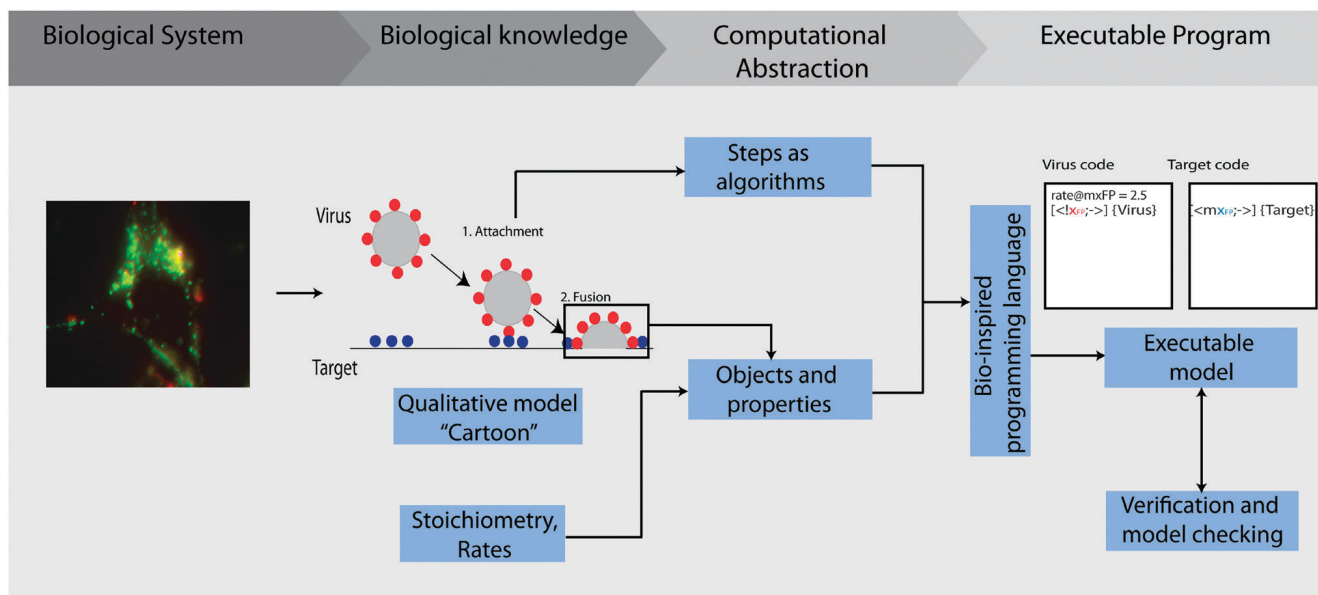 Biological System
Biological knowledge
Computational
Abstraction
Executable Program
Virus
1. Attachment
2. Fusion
Target
Qualitative model
“Cartoon”
Stoichiometry,
Rates
Steps as
algorithms
Objects and
properties
Bio-inspired
programming language
Virus code
rate@mxFP = 2.5
[<!xFP;->] {Virus}
Target code
[<mxFP;->] {Target}
Executable
model
Verification and
model checking